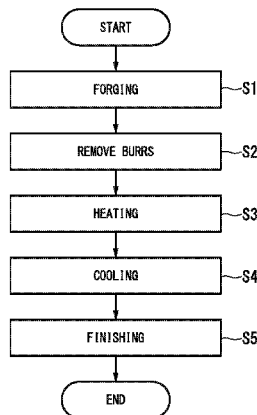 START
FORGING
S1
REMOVE BURRS
S2
HEATING
S3
COOLING
S4
FINISHING
S5
END